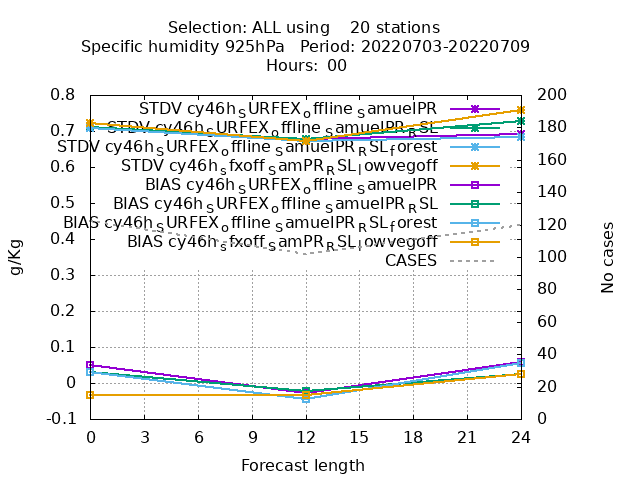 Selection: ALL using    20 stations
Specific humidity 925hPa   Period: 20220703-20220709
Hours:  00
0.8
0.7
0.6
0.5
0.4
0.3
0.2
0.1
0
-0.1
g/Kg
STDV cy46h_SURFEX_offline_samuelPR
STDV cy46h_SURFEX_offline_SamuelPR_RSL
STDV cy46h_SURFEX_offline_samuelPR_RSL_forest
STDV cy46h_sfxoff_SamPR_RSL_lowvegoff
BIAS cy46h_SURFEX_offline_samuelPR
BIAS cy46h_SURFEX_offline_SamuelPR_RSL
BIAS cy46h_SURFEX_offline_samuelPR_RSL_forest
BIAS cy46h_sfxoff_SamPR_RSL_lowvegoff
CASES
200
180
160
140
120
100
80
60
40
20
0
No cases
0 3 6 9 12 15 18 21 24
Forecast length